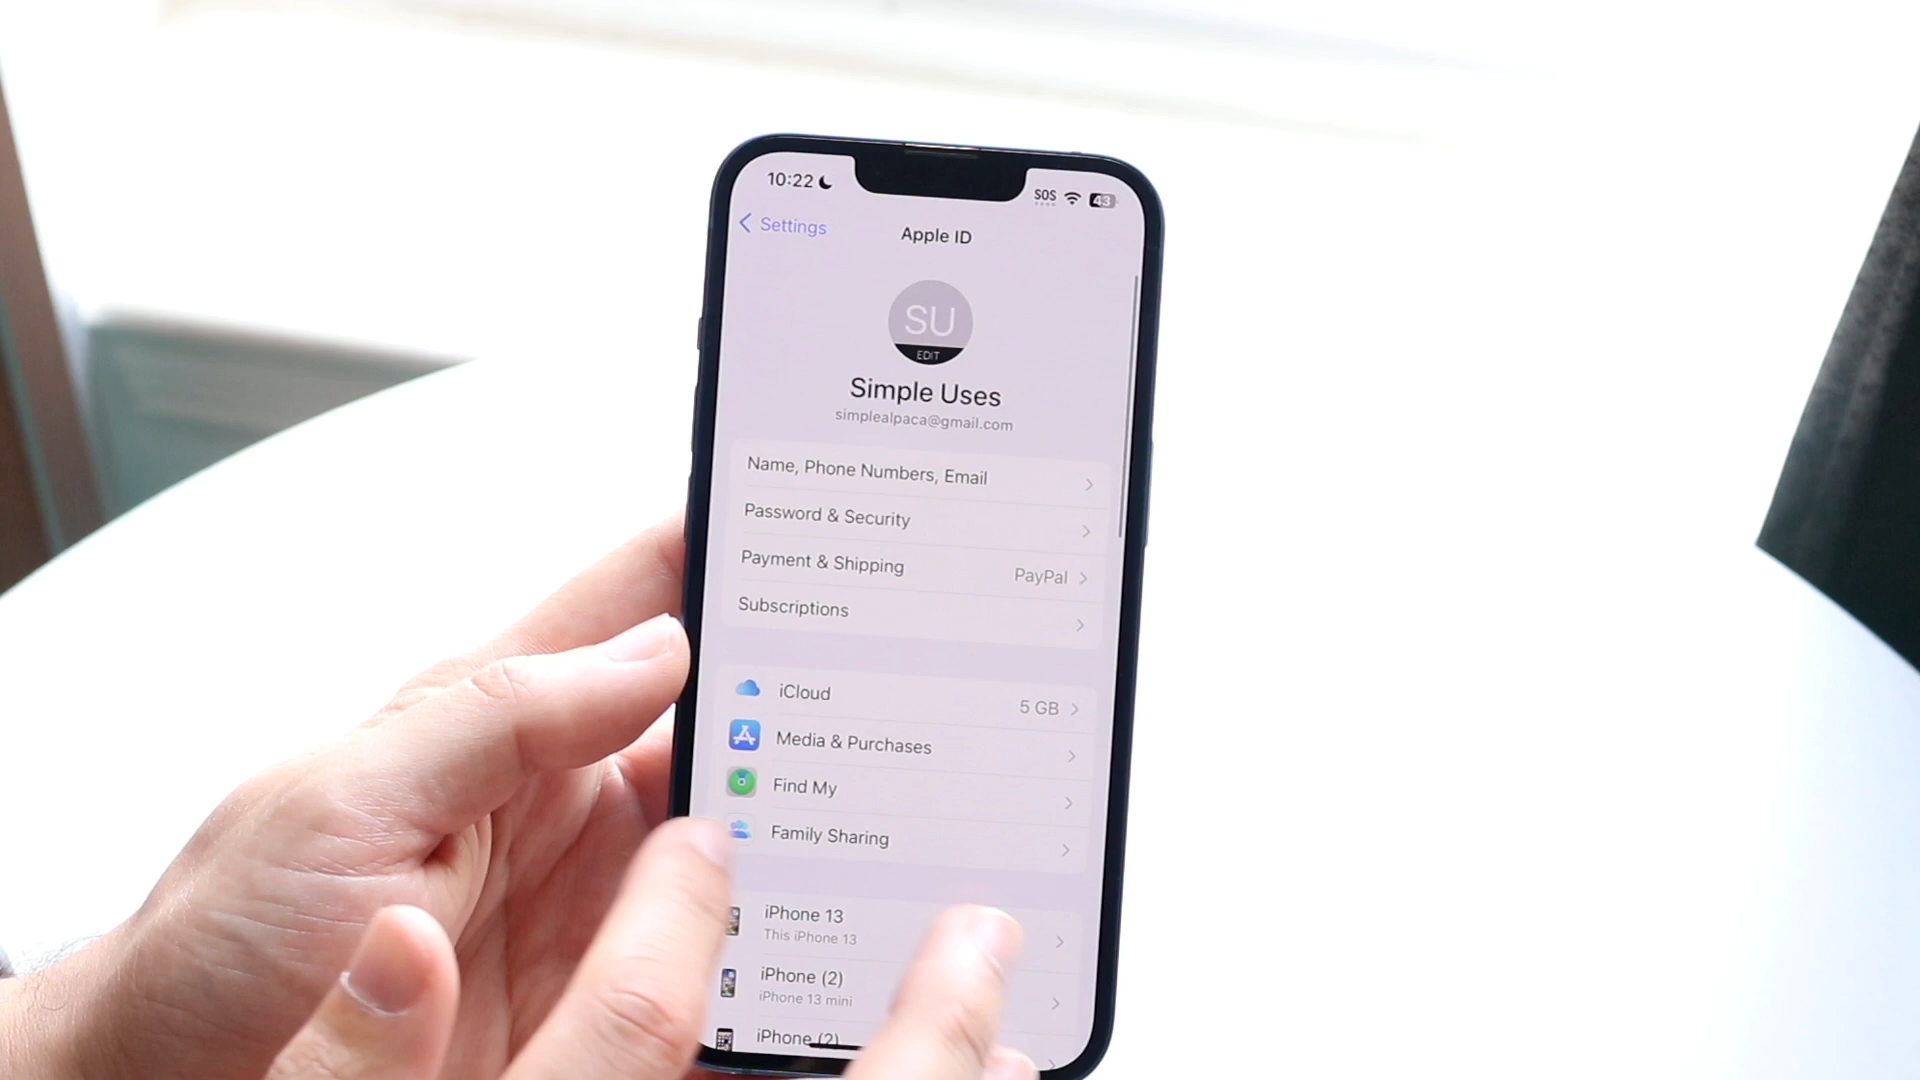 10:22
SOS 43
Settings
Apple ID
SU
EDIT
Simple Uses
simplealpaca@gmail.com
Name, Phone Numbers, Email
Password & Security
Payment & Shipping PayPal
Subscriptions
iCloud 5 GB
Media & Purchases
Find My
Family Sharing
iPhone 13
This iPhone 13
iPhone (2)
iPhone 13 mini
iPhone (2)